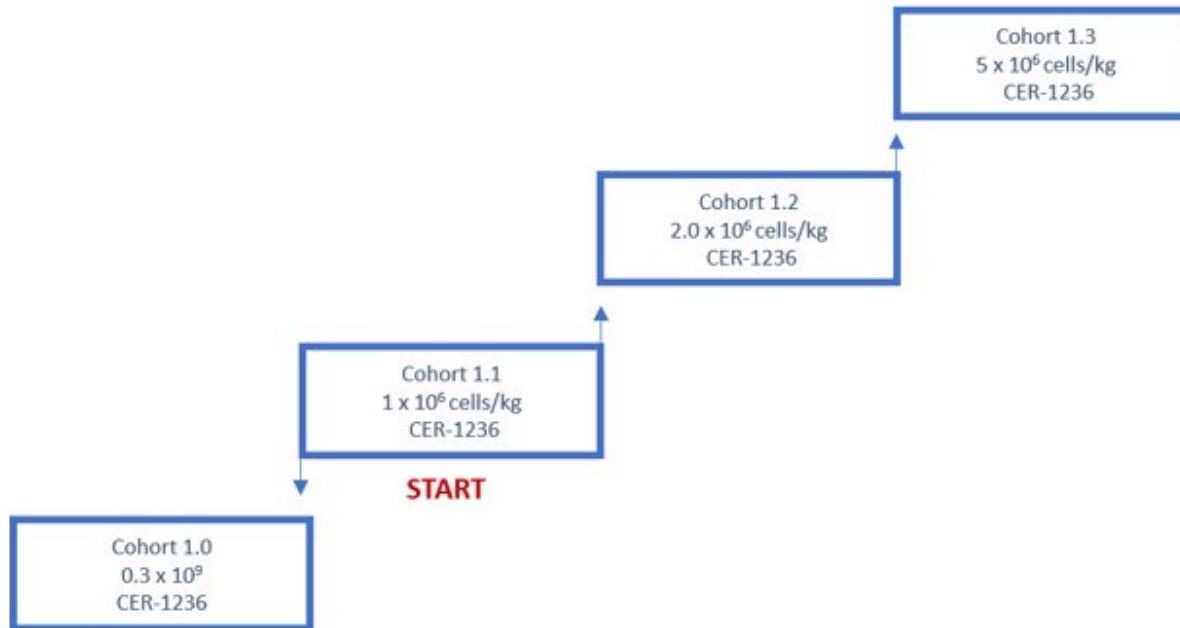 Cohort 1.3
5 x 10⁶ cells/kg
CER-1236
Cohort 1.2
2.0 x 10⁶ cells/kg
CER-1236
Cohort 1.1
1 x 10⁶ cells/kg
CER-1236
START
Cohort 1.0
0.3 x 10⁹
CER-1236